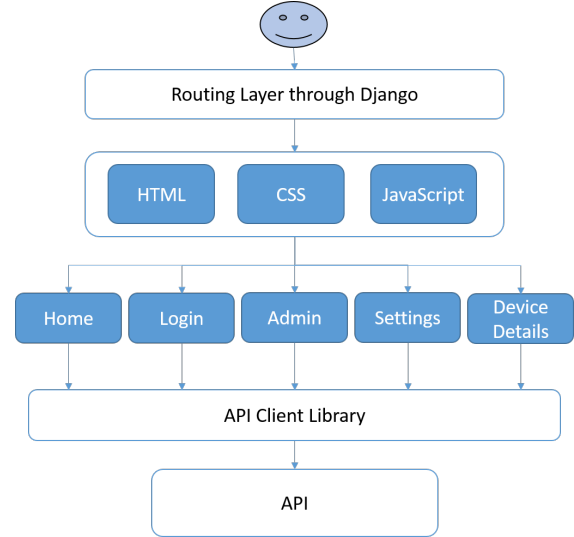 Routing Layer through Django
HTML
CSS
JavaScript
Home
Login
Admin
Settings
Device
Details
API Client Library
API